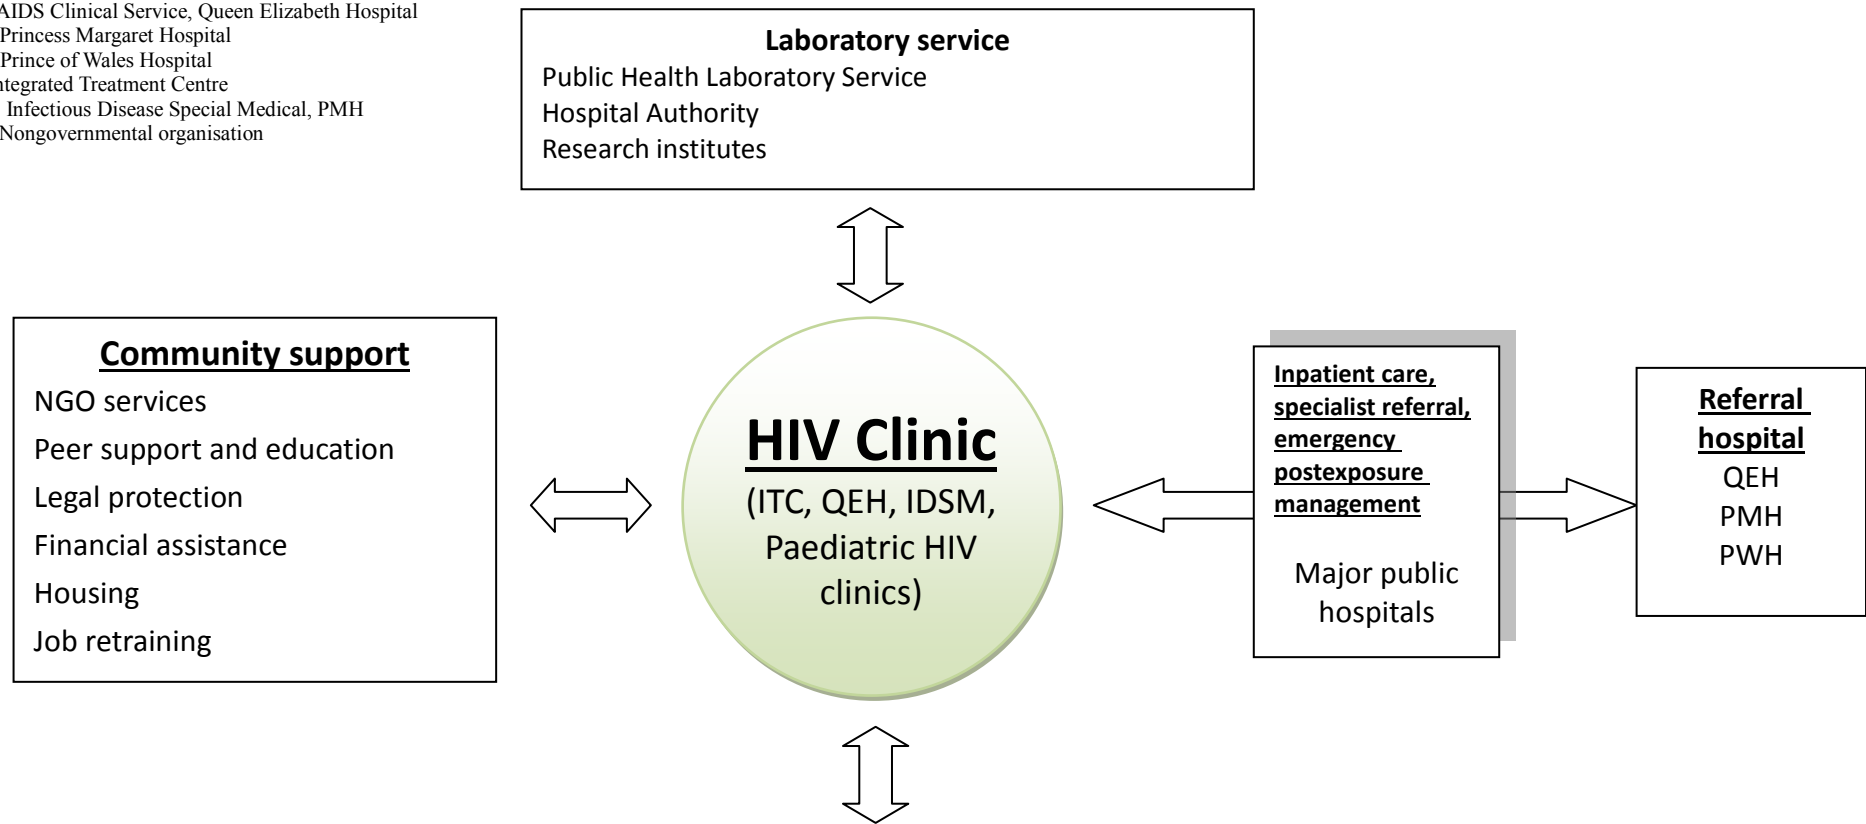 AIDS Clinical Service, Queen Elizabeth Hospital
Princess Margaret Hospital
Prince of Wales Hospital
ntegrated Treatment Centre
Infectious Disease Special Medical, PMH
Nongovernmental organisation
Laboratory service
Public Health Laboratory Service
Hospital Authority
Research institutes
Community support
NGO services
Peer support and education
Legal protection
Financial assistance
Housing
Job retraining
HIV Clinic
(ITC, QEH, IDSM,
Paediatric HIV
clinics)
Inpatient care,
specialist referral,
emergency
postexposure
management
Major public
hospitals
Referral
hospital
QEH
PMH
PWH